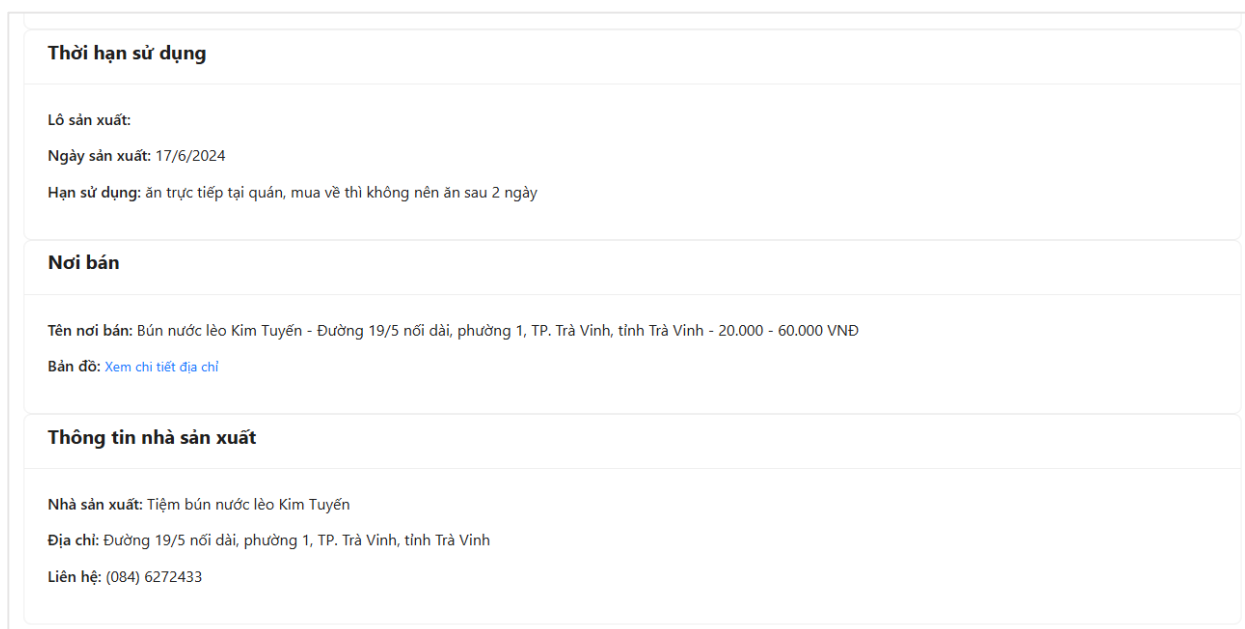 Thời hạn sử dụng
Lô sản xuất:
Ngày sản xuất: 17/6/2024
Hạn sử dụng: ăn trực tiếp tại quán, mua về thì không nên ăn sau 2 ngày
Nơi bán
Tên nơi bán: Bún nước lèo Kim Tuyến - Đường 19/5 nối dài, phường 1, TP. Trà Vinh, tỉnh Trà Vinh - 20.000 - 60.000 VNĐ
Bản đồ: Xem chi tiết địa chỉ
Thông tin nhà sản xuất
Nhà sản xuất: Tiệm bún nước lèo Kim Tuyến
Địa chỉ: Đường 19/5 nối dài, phường 1, TP. Trà Vinh, tỉnh Trà Vinh
Liên hệ: (084) 6272433